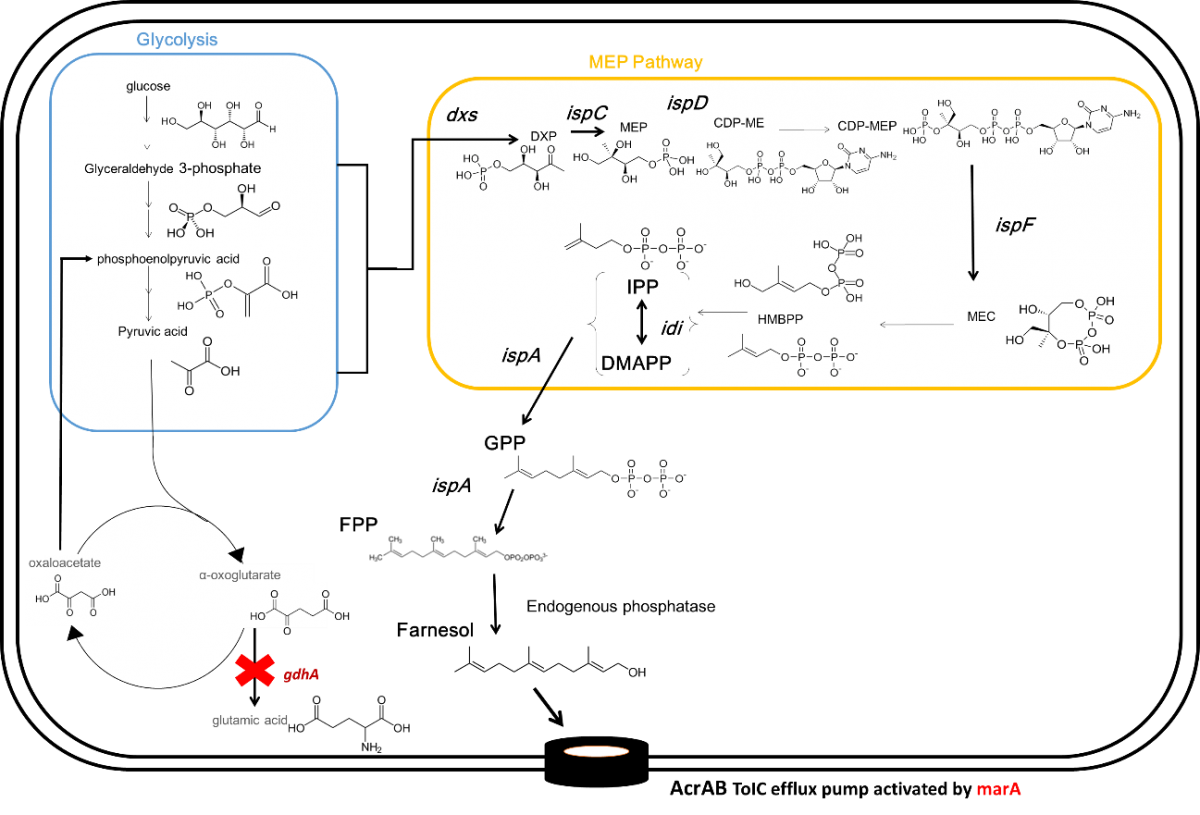 Glycolysis
MEP Pathway
glucose
Glyceraldehyde 3-phosphate
phosphoenolpyruvic acid
Pyruvic acid
dxs
DXP
ispC
MEP
ispD
CDP-ME
CDP-MEP
ispF
MEC
HMBPP
IPP
idi
DMAPP
ispA
GPP
ispA
FPP
Endogenous phosphatase
Farnesol
oxaloacetate
α-oxoglutarate
gdhA
glutamic acid
AcrAB TolC efflux pump activated by marA